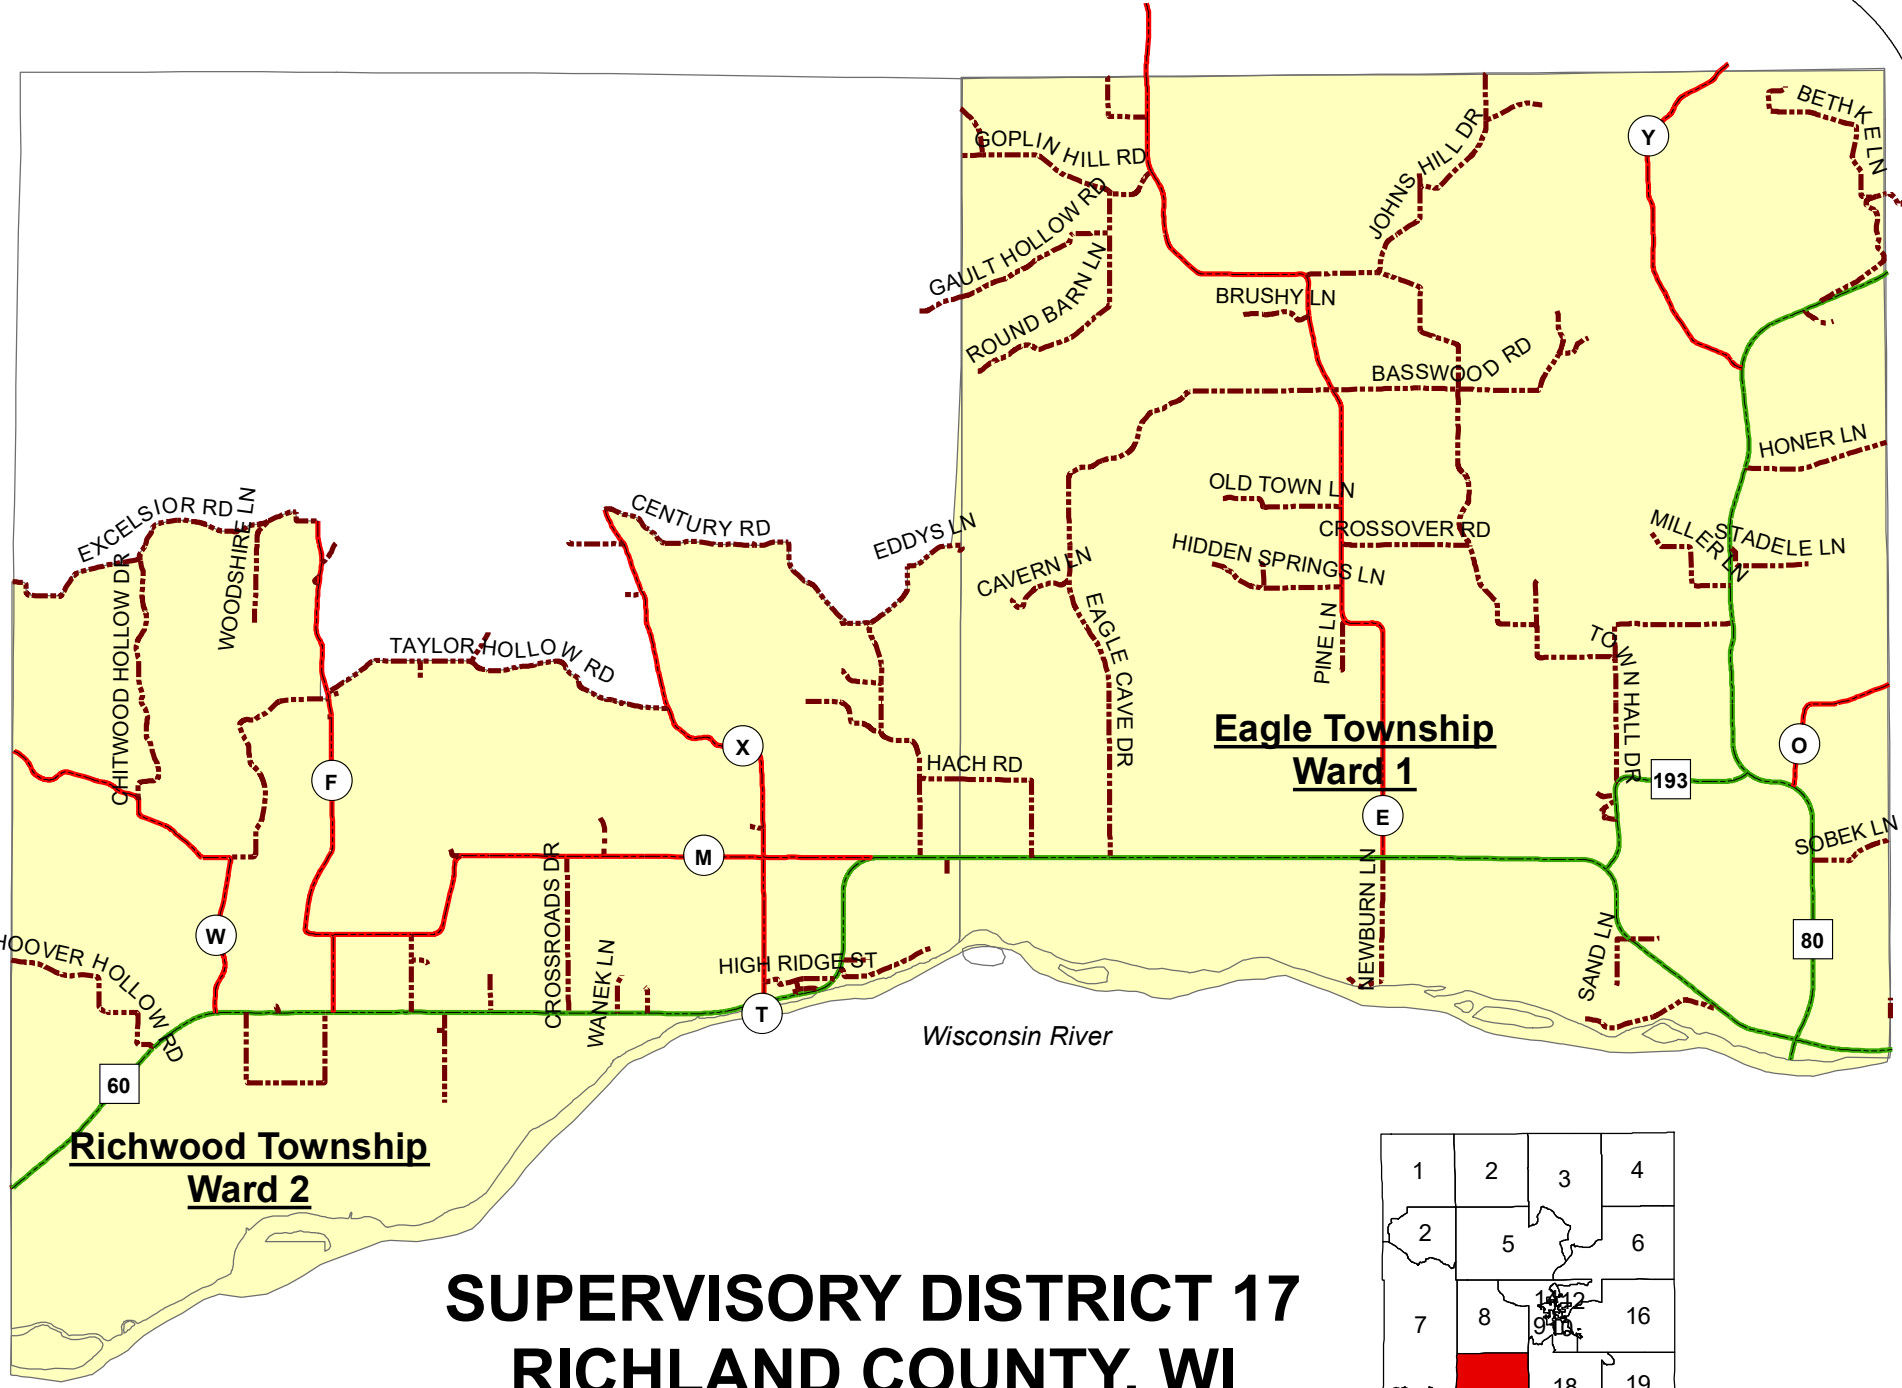 GOPLIN HILL RD
GAULT HOLLOW RD
ROUND BARN LN
JOHNS HILL DR
Y
BETHKE LN
BRUSHY LN
BASSWOOD RD
HONER LN
OLD TOWN LN
CROSSOVER RD
HIDDEN SPRINGS LN
MILLER LN
STADELE LN
EXCELSIOR RD
WOODSHIRE LN
CHITWOOD HOLLOW DR
CENTURY RD
EDDYS LN
CAVERN LN
EAGLE CAVE DR
PINE LN
TOWN HALL DR
TAYLOR HOLLOW RD
Eagle Township
Ward 1
X
F
HACH RD
193
O
E
M
SOBEK LN
CROSSROADS DR
NEWBURN LN
W
HOOVER HOLLOW RD
WANEK LN
HIGH RIDGE ST
SAND LN
80
T
Wisconsin River
60
Richwood Township
Ward 2
SUPERVISORY DISTRICT 17
RICHLAND COUNTY, WI
1
2
3
4
2
5
6
7
8
9
12
16
18
19